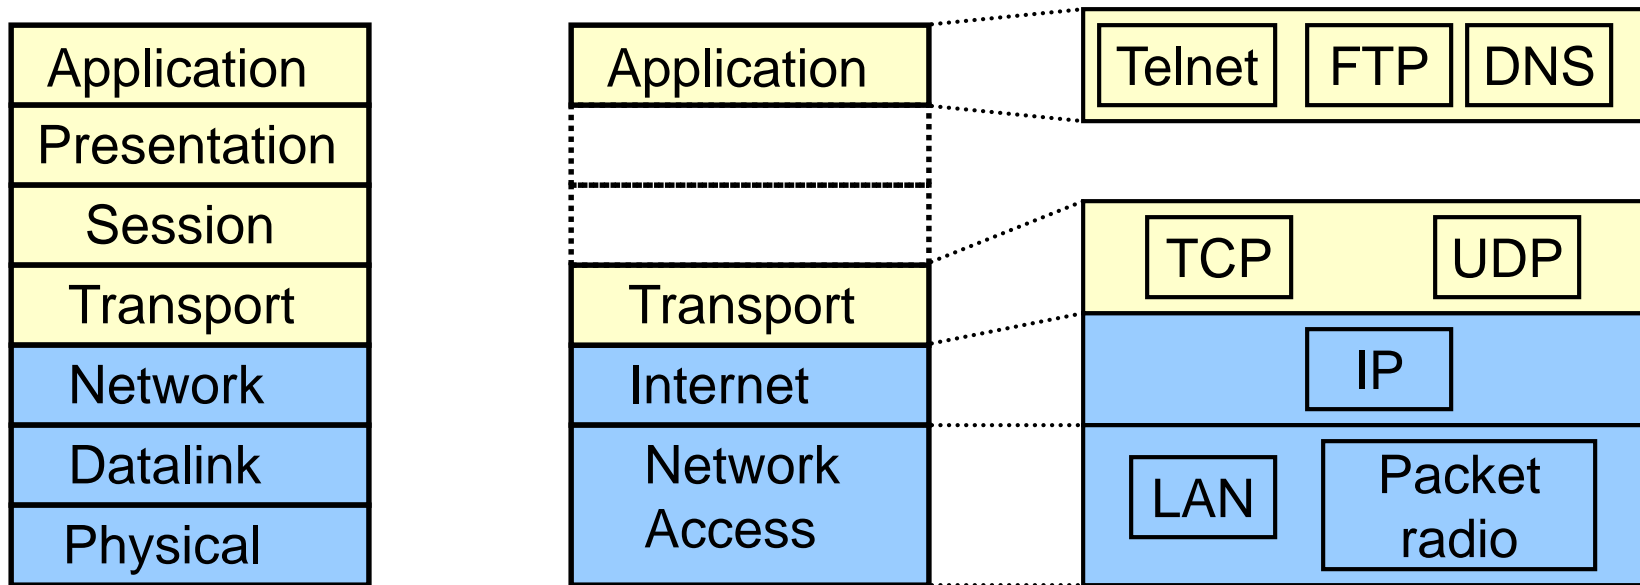 Application
Presentation
Session
Transport
Network
Datalink
Physical
Application
Transport
Internet
Network
Access
Telnet
FTP
DNS
TCP
UDP
IP
LAN
Packet
radio